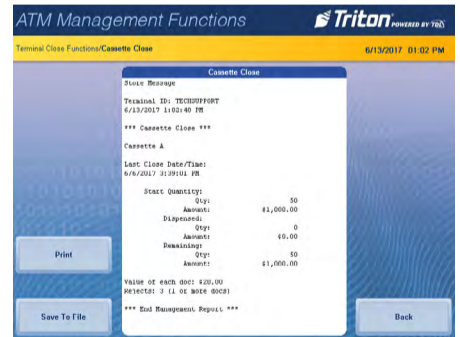 ATM Management Functions
Triton POWERED BY TDN
Terminal Close Functions/Cassette Close
6/13/2017 01:02 PM
Cassette Close
Store Message
Terminal ID: TECHSUPPORT
6/13/2017 1:02:40 PM
*** Cassette Close ***
Cassette A
Last Close Date/Time:
6/6/2017 3:39:01 PM
Start Quantity:
Qty: 50
Amount: $1,000.00
Dispensed:
Qty: 0
Amount: $0.00
Remaining:
Qty: 50
Amount: $1,000.00
Value of each doc: $20.00
Rejects: 3 (1 or more docs)
*** End Management Report ***
Print
Save To File
Back